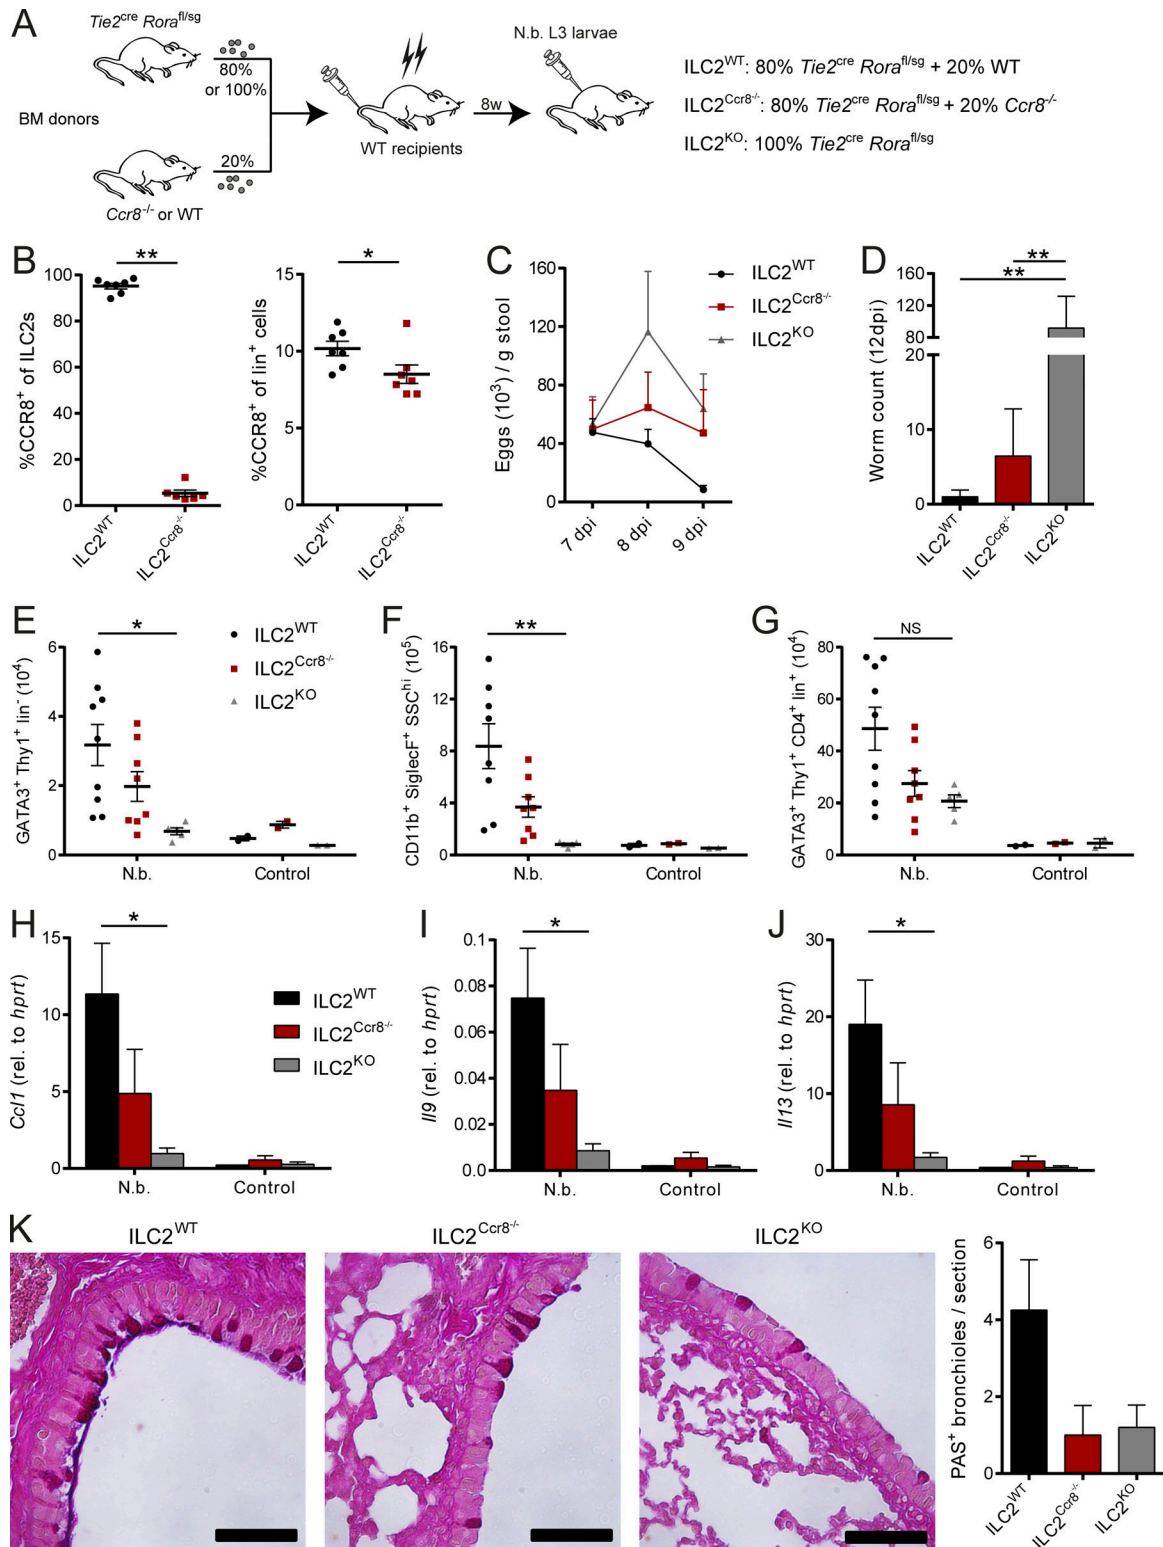 A
Tie2cre Rorafl/sg
80%
or 100%
BM donors
20%
Ccr8-/- or WT
WT recipients
8w
N.b. L3 larvae
ILC2WT: 80% Tie2cre Rorafl/sg + 20% WT
ILC2Ccr8-/-: 80% Tie2cre Rorafl/sg + 20% Ccr8-/-
ILC2KO: 100% Tie2cre Rorafl/sg
B
%CCR8+ of ILC2s
100
80
60
40
20
0
**
ILC2WT
ILC2Ccr8-/-
%CCR8+ of lin+ cells
15
10
5
0
*
ILC2WT
ILC2Ccr8-/-
C
Eggs (103) / g stool
160
120
80
40
0
7 dpi
8 dpi
9 dpi
ILC2WT
ILC2Ccr8-/-
ILC2KO
D
Worm count (12dpi)
160
120
80
40
20
10
0
**
**
ILC2WT
ILC2Ccr8-/-
ILC2KO
E
GATA3+ Thy1+ lin- (104)
6
4
2
0
*
N.b.
Control
ILC2WT
ILC2Ccr8-/-
ILC2KO
F
CD11b+ SiglecF+ SSChi (105)
16
12
8
4
0
**
N.b.
Control
G
GATA3+ Thy1+ CD4+ lin+ (104)
80
60
40
20
0
NS
N.b.
Control
H
Ccl1 (rel. to hprt)
15
10
5
0
*
N.b.
Control
ILC2WT
ILC2Ccr8-/-
ILC2KO
I
Il9 (rel. to hprt)
0.1
0.08
0.06
0.04
0.02
0.0
*
N.b.
Control
J
Il13 (rel. to hprt)
30
20
10
0
*
N.b.
Control
K
ILC2WT
ILC2Ccr8-/-
ILC2KO
PAS+ bronchioles / section
6
4
2
0
ILC2WT
ILC2Ccr8-/-
ILC2KO